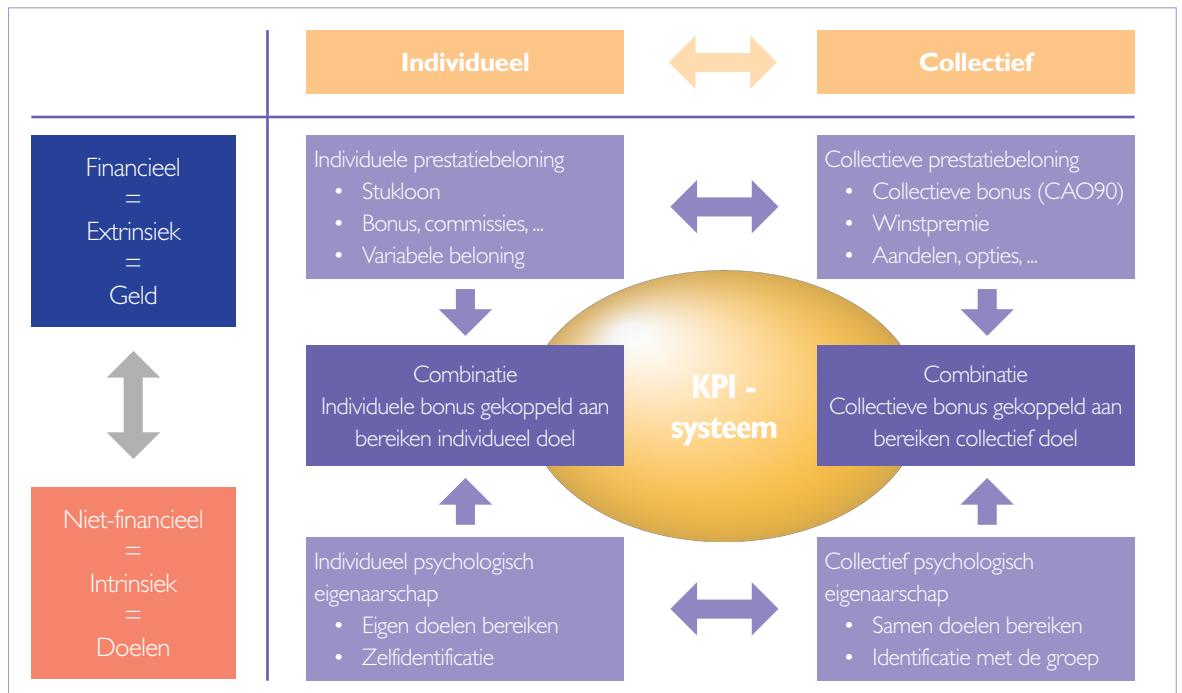 Individueel
Collectief
Financieel
=
Extrinsiek
=
Geld
Individuele prestatiebeloning
• Stukloon
• Bonus, commissies, ...
• Variabele beloning
Collectieve prestatiebeloning
• Collectieve bonus (CAO90)
• Winstpremie
• Aandelen, opties, ...
Combinatie
Individuele bonus gekoppeld aan
bereiken individueel doel
KPI -
systeem
Combinatie
Collectieve bonus gekoppeld aan
bereiken collectief doel
Niet-financieel
=
Intrinsiek
=
Doelen
Individueel psychologisch
eigenaarschap
• Eigen doelen bereiken
• Zelfidentificatie
Collectief psychologisch
eigenaarschap
• Samen doelen bereiken
• Identificatie met de groep